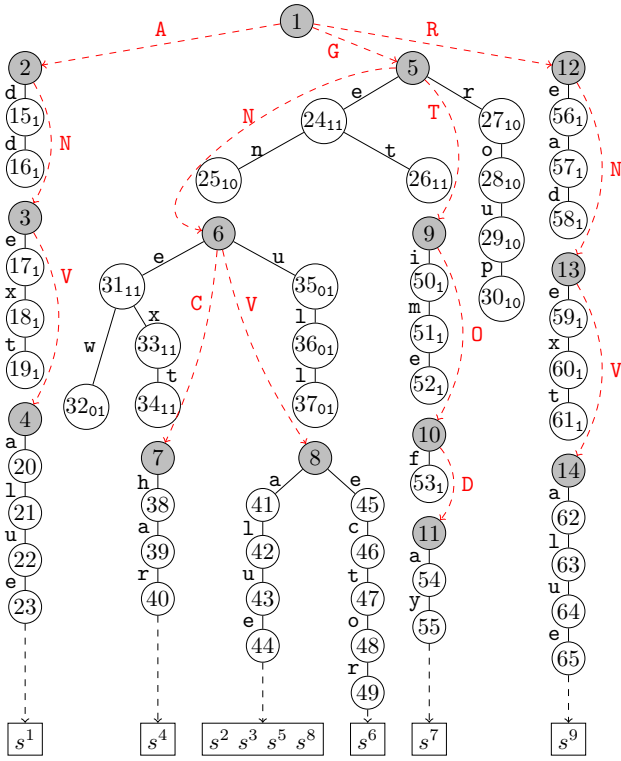 1
A G R
2 5 12
d e r e
15₁ N 24₁₁ N T 27₁₀ 56₁
d n t o a
16₁ 25₁₀ 26₁₁ 28₁₀ 57₁ N
3 6 9 u d
e e u i 29₁₀ 58₁
17₁ V 31₁₁ C V 35₀₁ 50₁ p 13
x w x l m 30₁₀ e
18₁ 33₁₁ 36₀₁ 51₁ O 59₁
t t l e x
19₁ 32₀₁ 34₁₁ 37₀₁ 52₁ 60₁ V
4 7 8 10 t
a h a e f 61₁
20 38 41 45 53₁ D 14
l a l c 11 a
21 39 42 46 a 62
u r u t 54 l
22 40 43 47 y 63
e e o 55 u
23 44 48 64
r e
49 65
s¹ s⁴ s² s³ s⁵ s⁸ s⁶ s⁷ s⁹